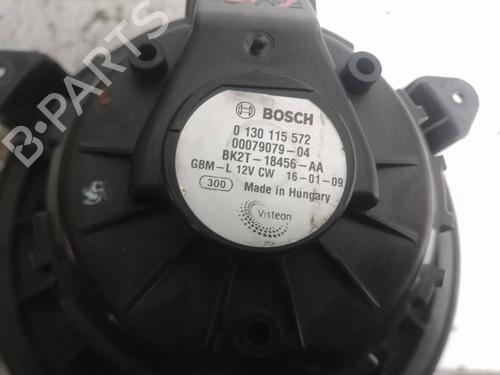 BOSCH
0 130 115 572
00079079-04
BK2T-18456-AA
GBM-L 12V CW 16-01-09
300 Made in Hungary
Visteon
B-PARTS